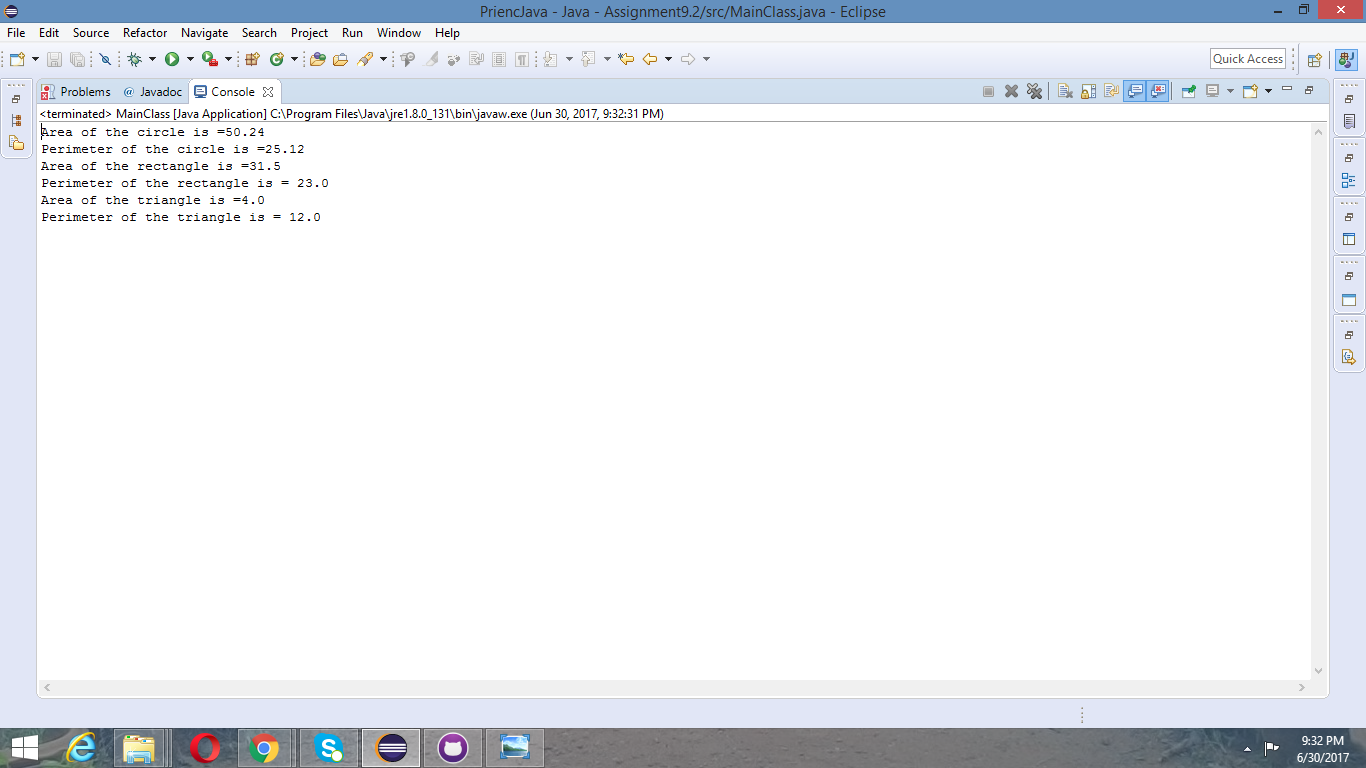 PriencJava - Java - Assignment9.2/src/MainClass.java - Eclipse
File Edit Source Refactor Navigate Search Project Run Window Help
Quick Access
Problems @ Javadoc Console
<terminated> MainClass [Java Application] C:\Program Files\Java\jre1.8.0_131\bin\javaw.exe (Jun 30, 2017, 9:32:31 PM)
Area of the circle is =50.24
Perimeter of the circle is =25.12
Area of the rectangle is =31.5
Perimeter of the rectangle is = 23.0
Area of the triangle is =4.0
Perimeter of the triangle is = 12.0
9:32 PM
6/30/2017